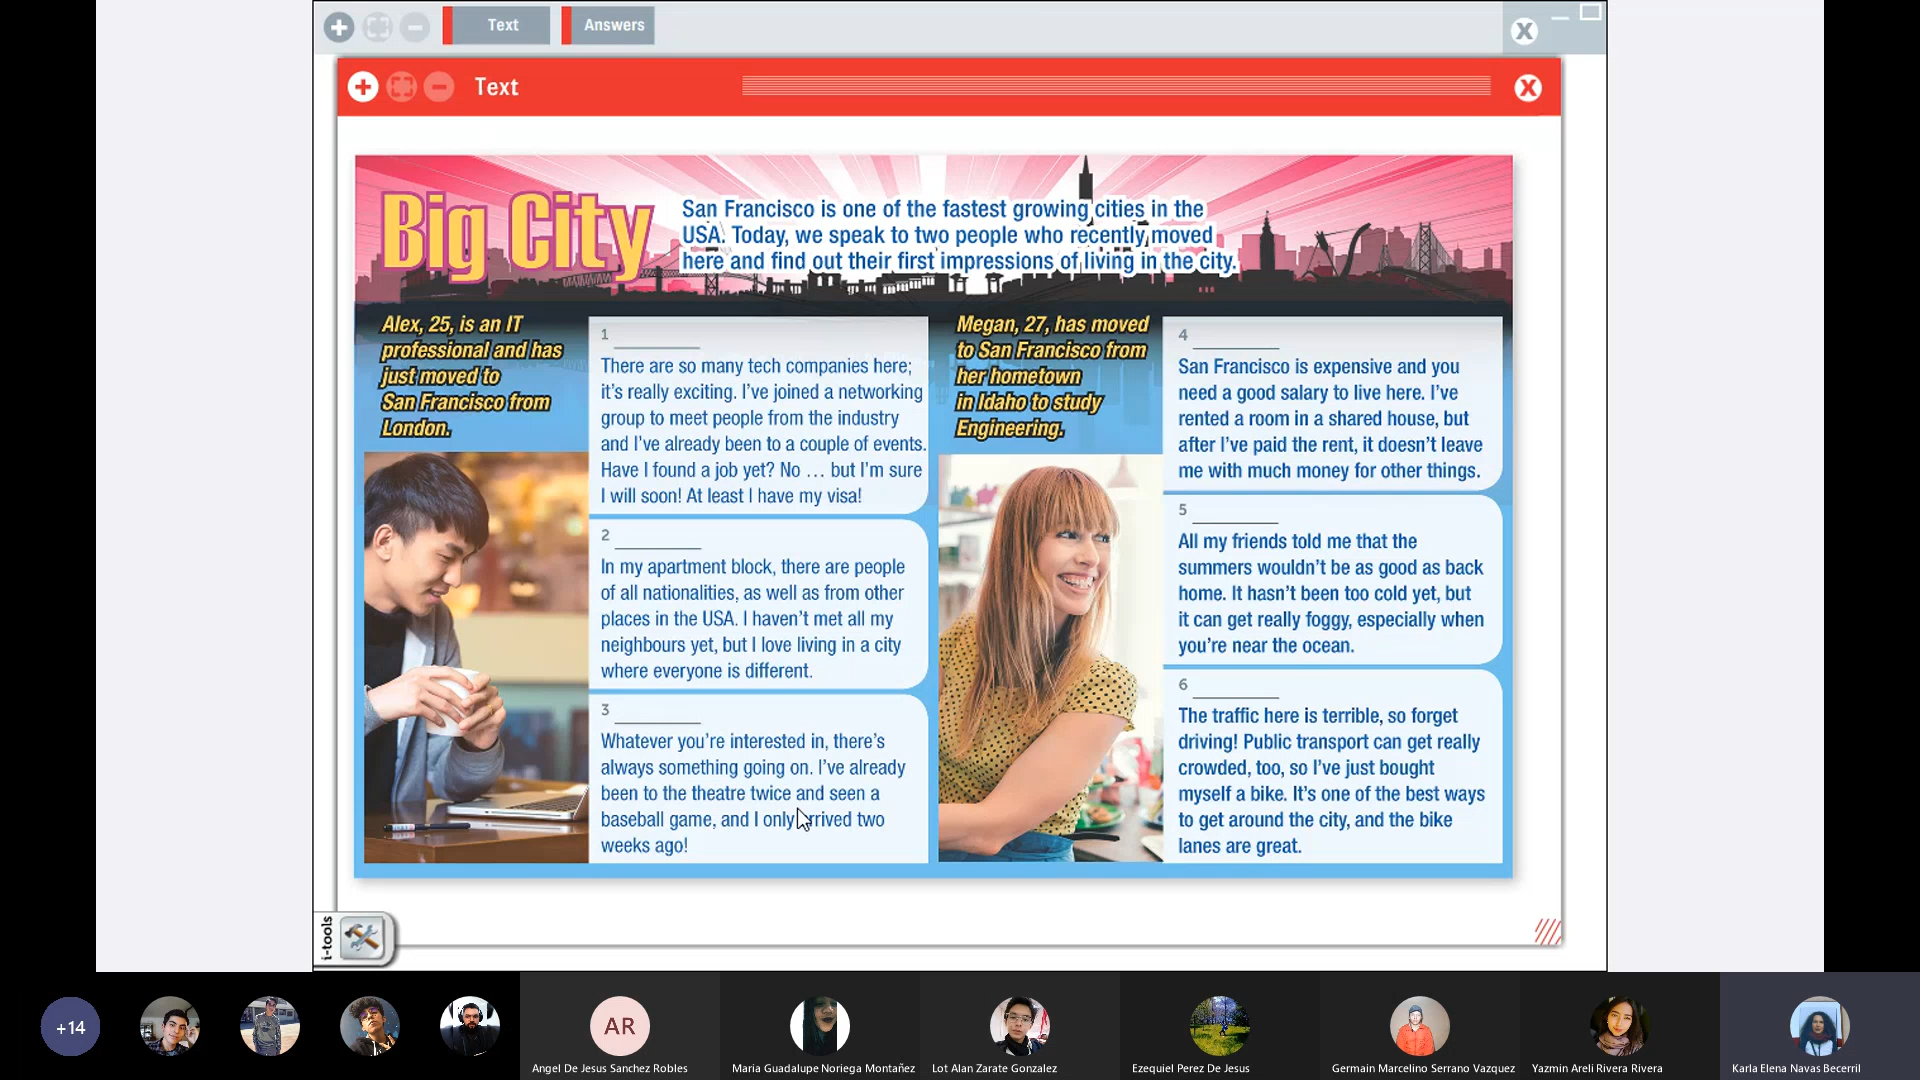 Text
Answers
X
Text
X
Big City
San Francisco is one of the fastest growing cities in the
USA. Today, we speak to two people who recently moved
here and find out their first impressions of living in the city.
Alex, 25, is an IT
professional and has
just moved to
San Francisco from
London.
1
There are so many tech companies here;
it's really exciting. I've joined a networking
group to meet people from the industry
and I've already been to a couple of events.
Have I found a job yet? No … but I'm sure
I will soon! At least I have my visa!
2
In my apartment block, there are people
of all nationalities, as well as from other
places in the USA. I haven't met all my
neighbours yet, but I love living in a city
where everyone is different.
3
Whatever you're interested in, there's
always something going on. I've already
been to the theatre twice and seen a
baseball game, and I only arrived two
weeks ago!
Megan, 27, has moved
to San Francisco from
her hometown
in Idaho to study
Engineering.
4
San Francisco is expensive and you
need a good salary to live here. I've
rented a room in a shared house, but
after I've paid the rent, it doesn't leave
me with much money for other things.
5
All my friends told me that the
summers wouldn't be as good as back
home. It hasn't been too cold yet, but
it can get really foggy, especially when
you're near the ocean.
6
The traffic here is terrible, so forget
driving! Public transport can get really
crowded, too, so I've just bought
myself a bike. It's one of the best ways
to get around the city, and the bike
lanes are great.
i-tools
+14
AR
Angel De Jesus Sanchez Robles
Maria Guadalupe Noriega Montañez
Lot Alan Zarate Gonzalez
Ezequiel Perez De Jesus
Germain Marcelino Serrano Vazquez
Yazmin Areli Rivera Rivera
Karla Elena Navas Becerril